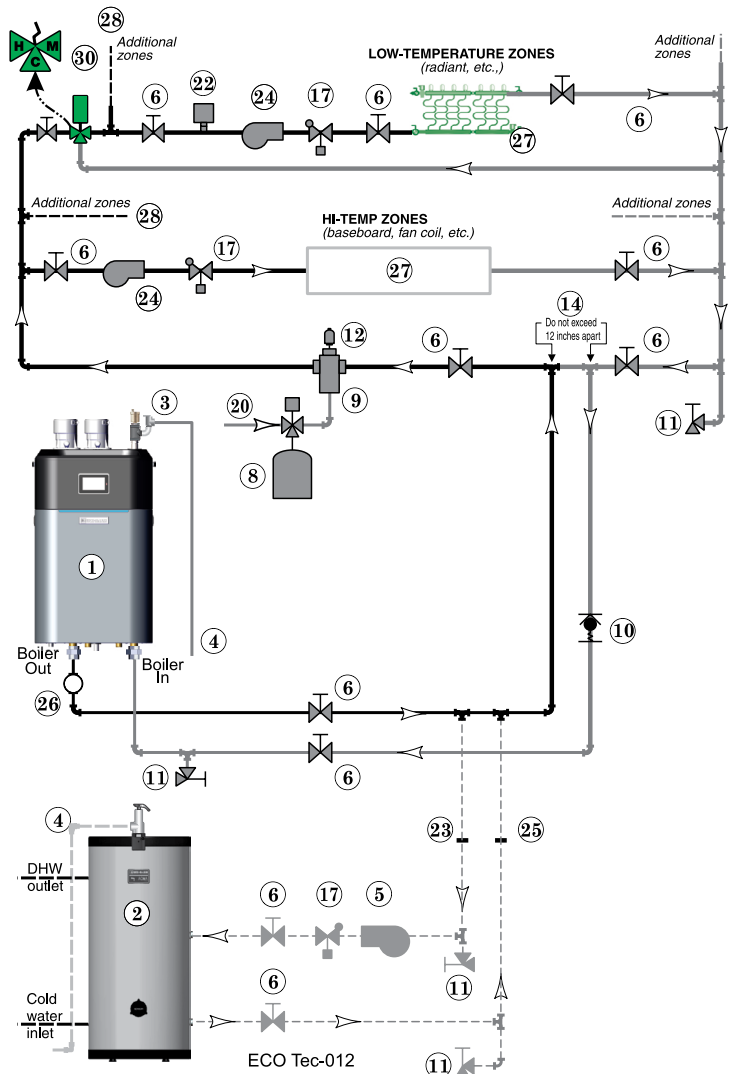 28
Additional
zones
H
M
C
30
6
22
24
17
6
LOW-TEMPERATURE ZONES
(radiant, etc.,)
27
6
Additional
zones
Additional zones
28
6
24
17
HI-TEMP ZONES
(baseboard, fan coil, etc.)
27
Additional zones
6
14
Do not exceed
12 inches apart
12
6
6
9
20
8
11
3
1
4
10
Boiler
Out
Boiler
In
26
6
11
6
4
23
25
DHW
outlet
2
6
17
5
11
6
Cold
water
inlet
11
ECO Tec-012